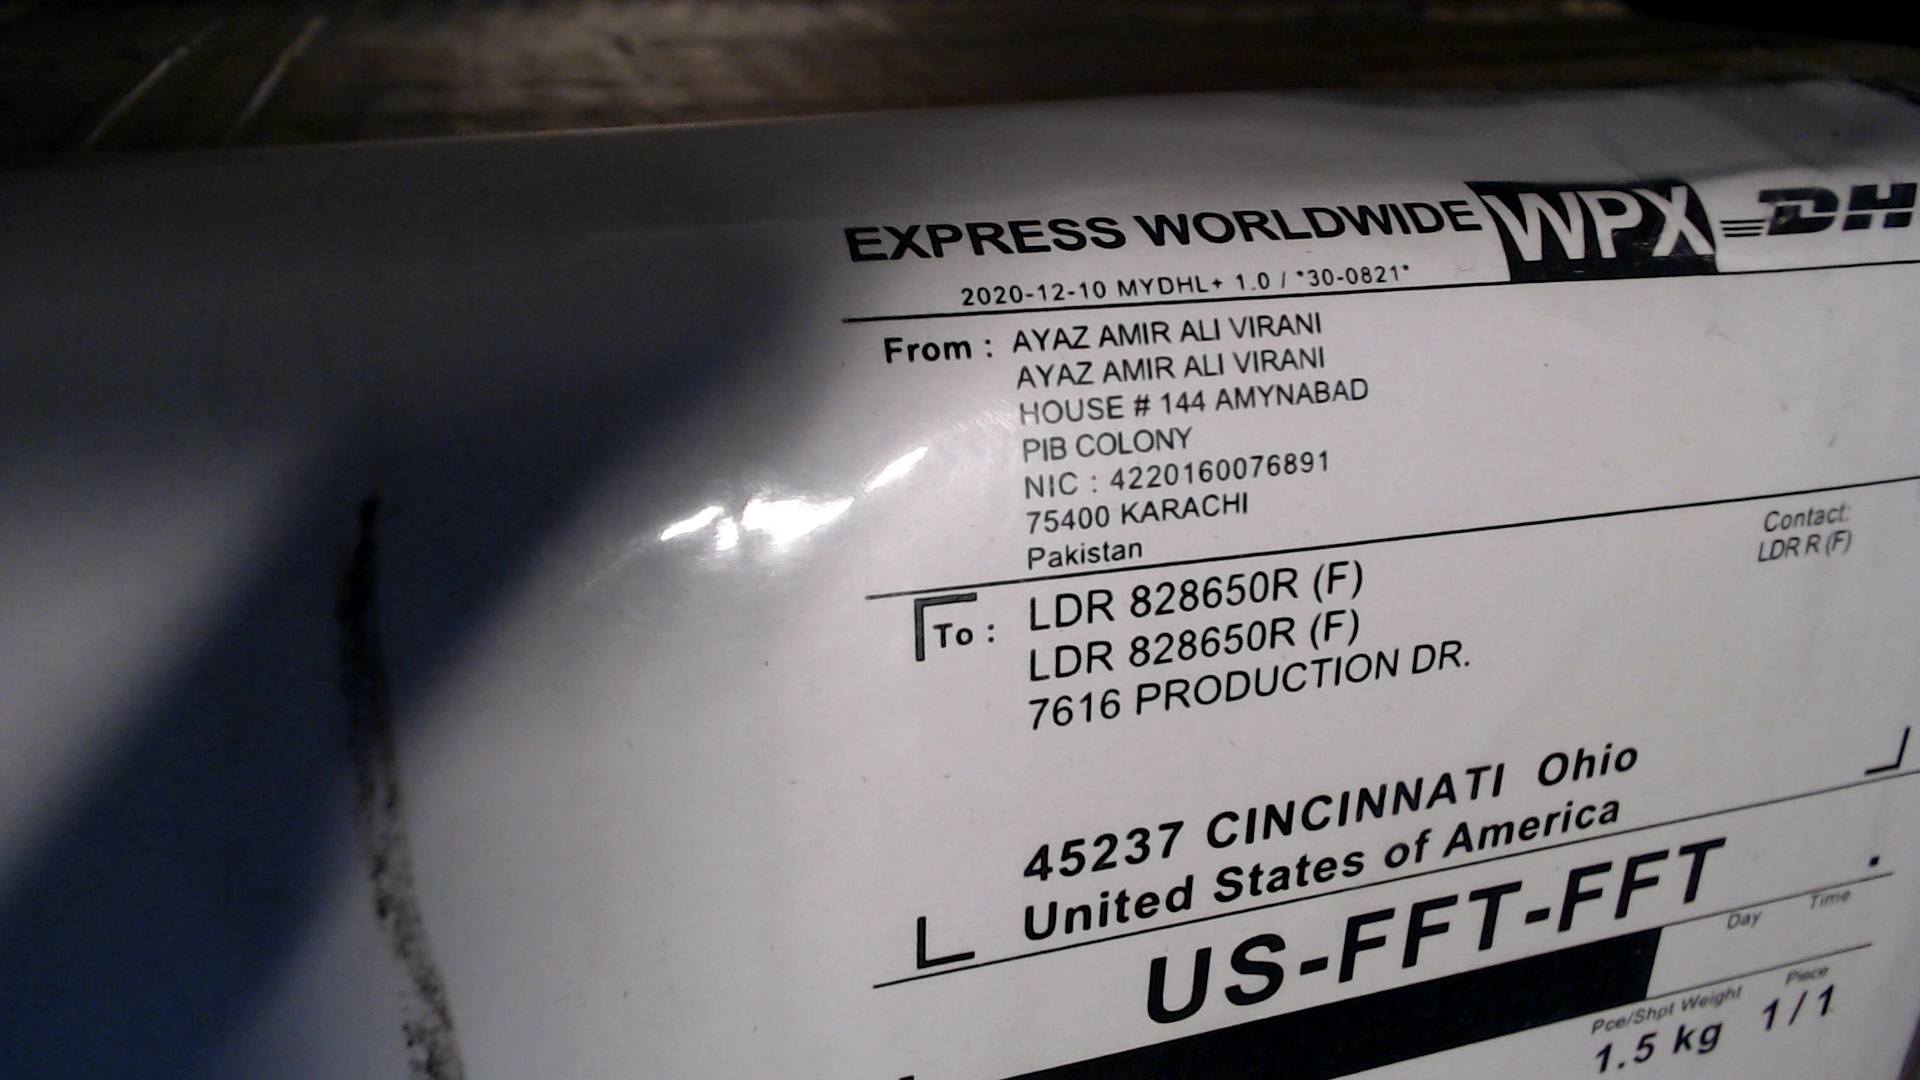 EXPRESS WORLDWIDE WPX DH
2020-12-10 MYDHL+ 1.0 / *30-0821*
From : AYAZ AMIR ALI VIRANI
AYAZ AMIR ALI VIRANI
HOUSE # 144 AMYNABAD
PIB COLONY
NIC : 4220160076891
75400 KARACHI
Pakistan
Contact:
LDR R (F)
To : LDR 828650R (F)
LDR 828650R (F)
7616 PRODUCTION DR.
45237 CINCINNATI Ohio
United States of America
US-FFT-FFT
Day Time
Pce/Shpt Weight Piece
1.5 kg 1/1